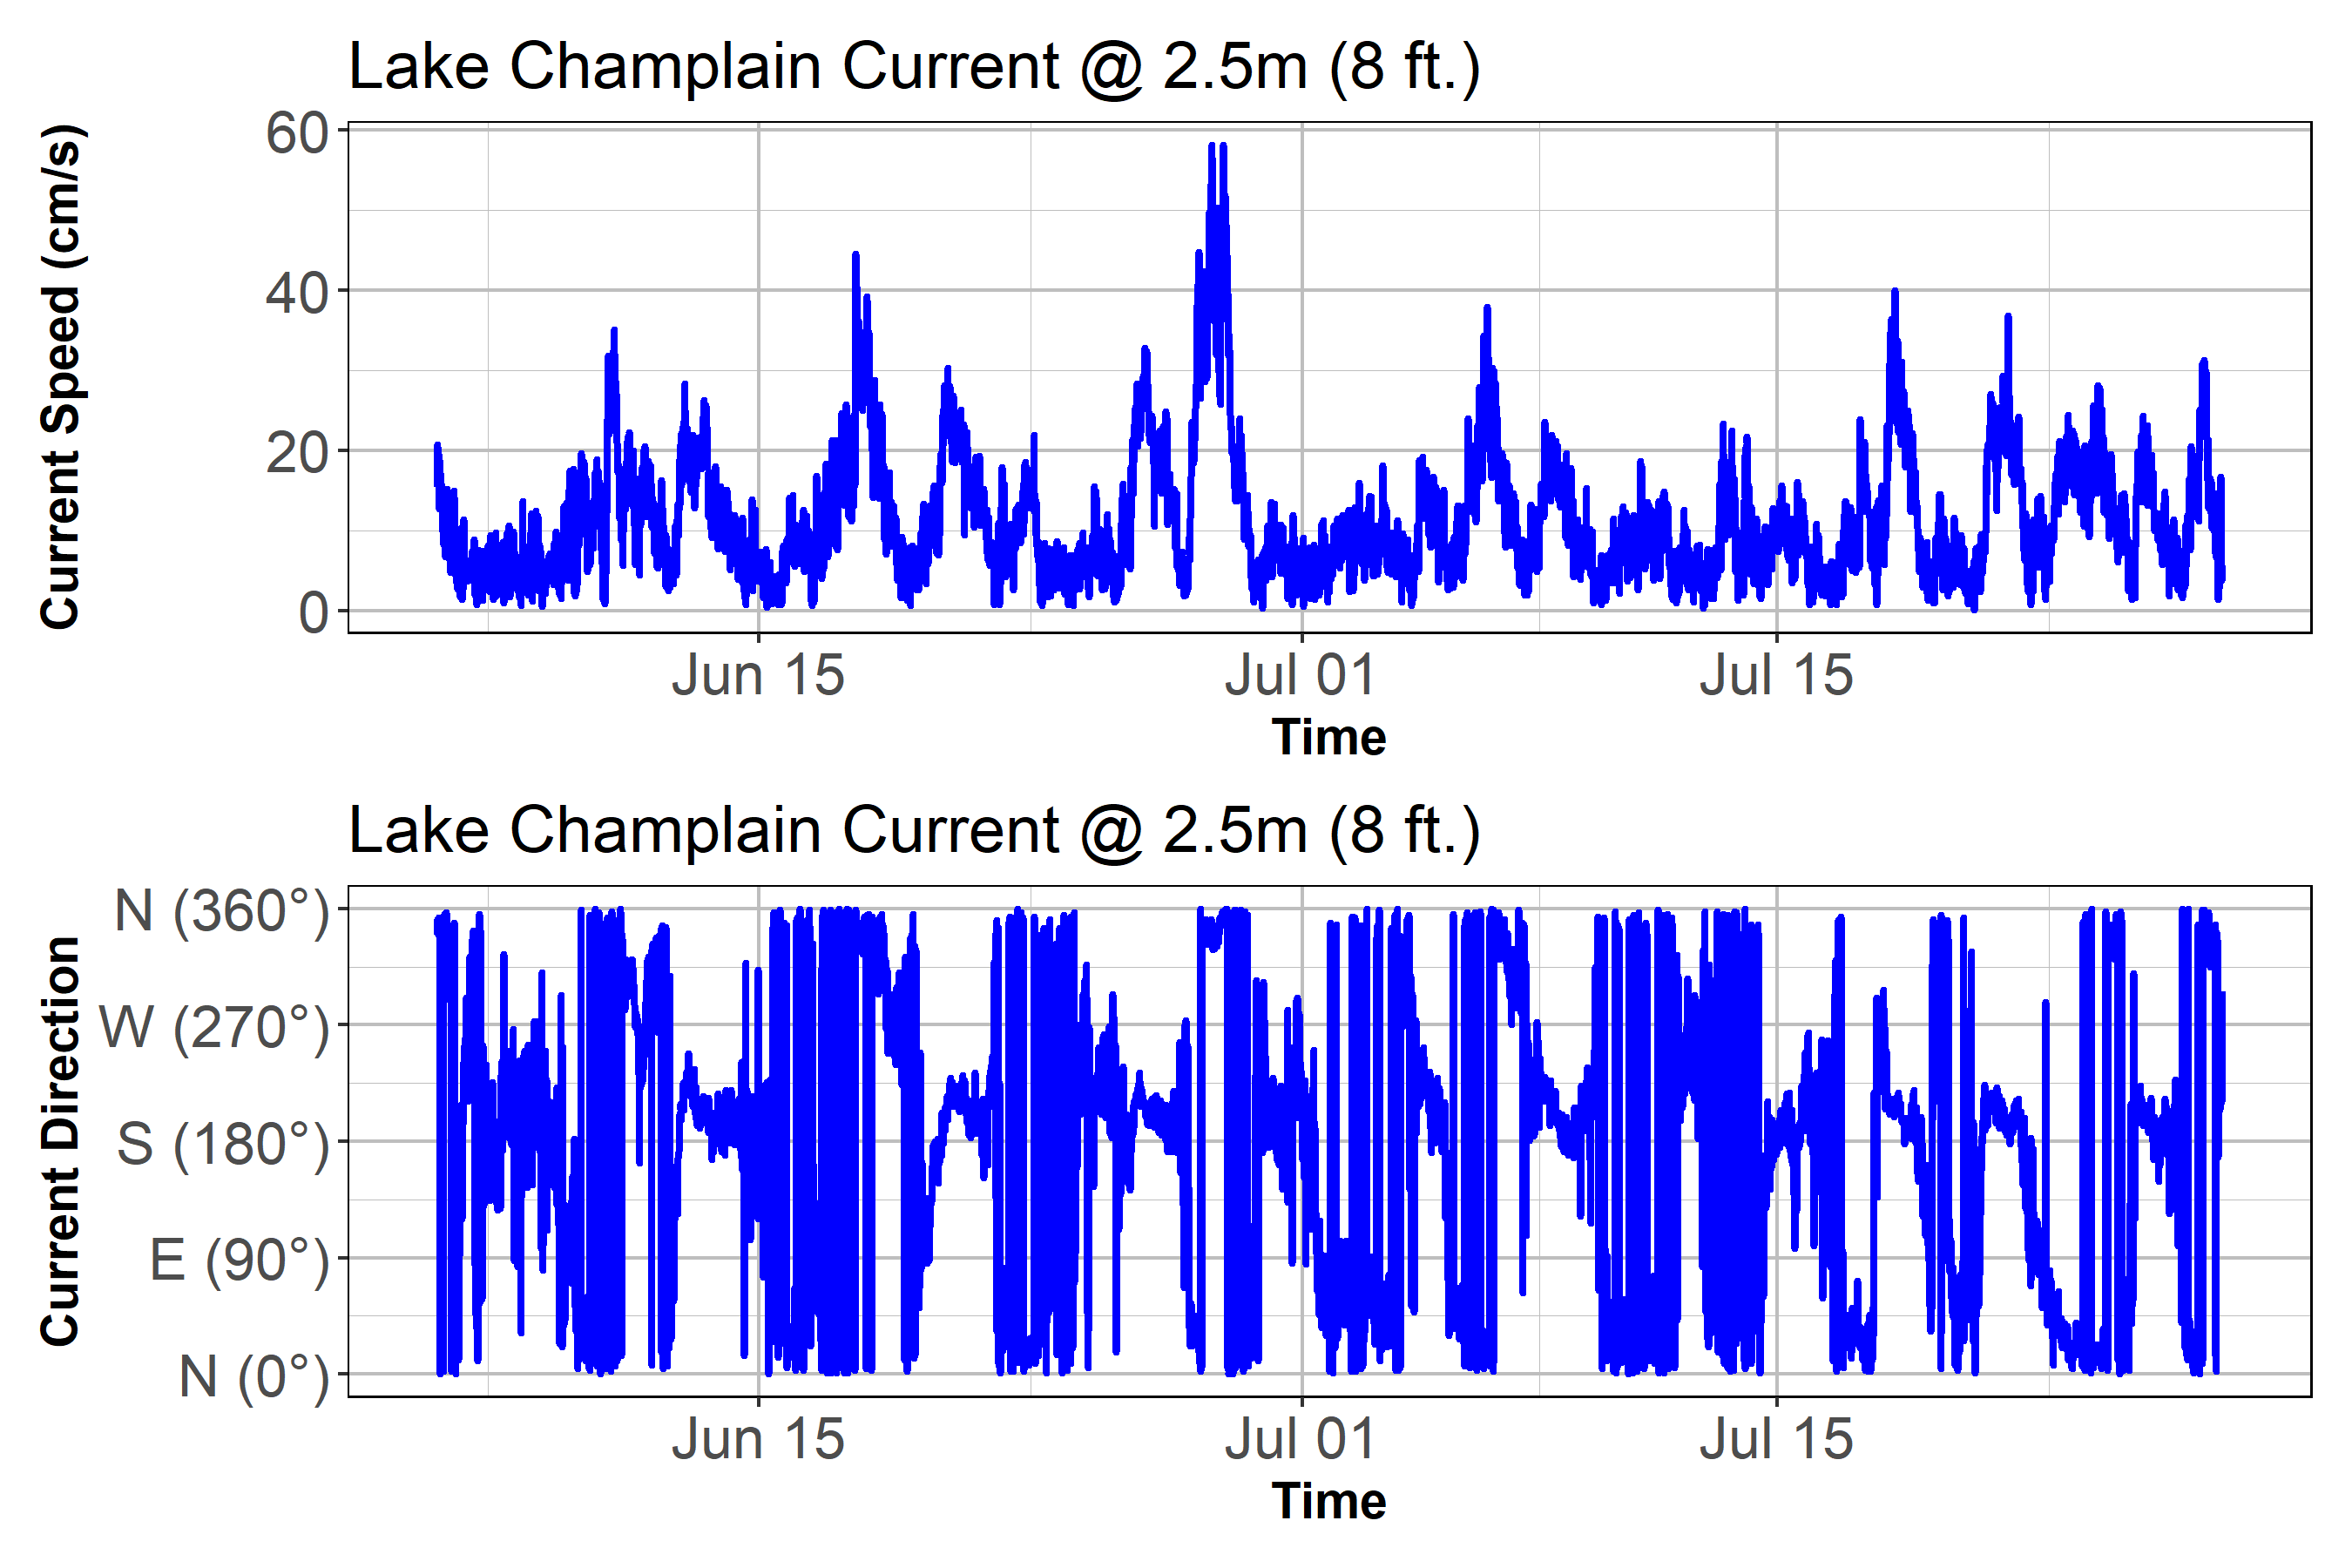 Lake Champlain Current @ 2.5m (8 ft.)
Current Speed (cm/s)
60
40
20
0
Jun 15
Jul 01
Jul 15
Time
Lake Champlain Current @ 2.5m (8 ft.)
Current Direction
N (360°)
W (270°)
S (180°)
E (90°)
N (0°)
Jun 15
Jul 01
Jul 15
Time